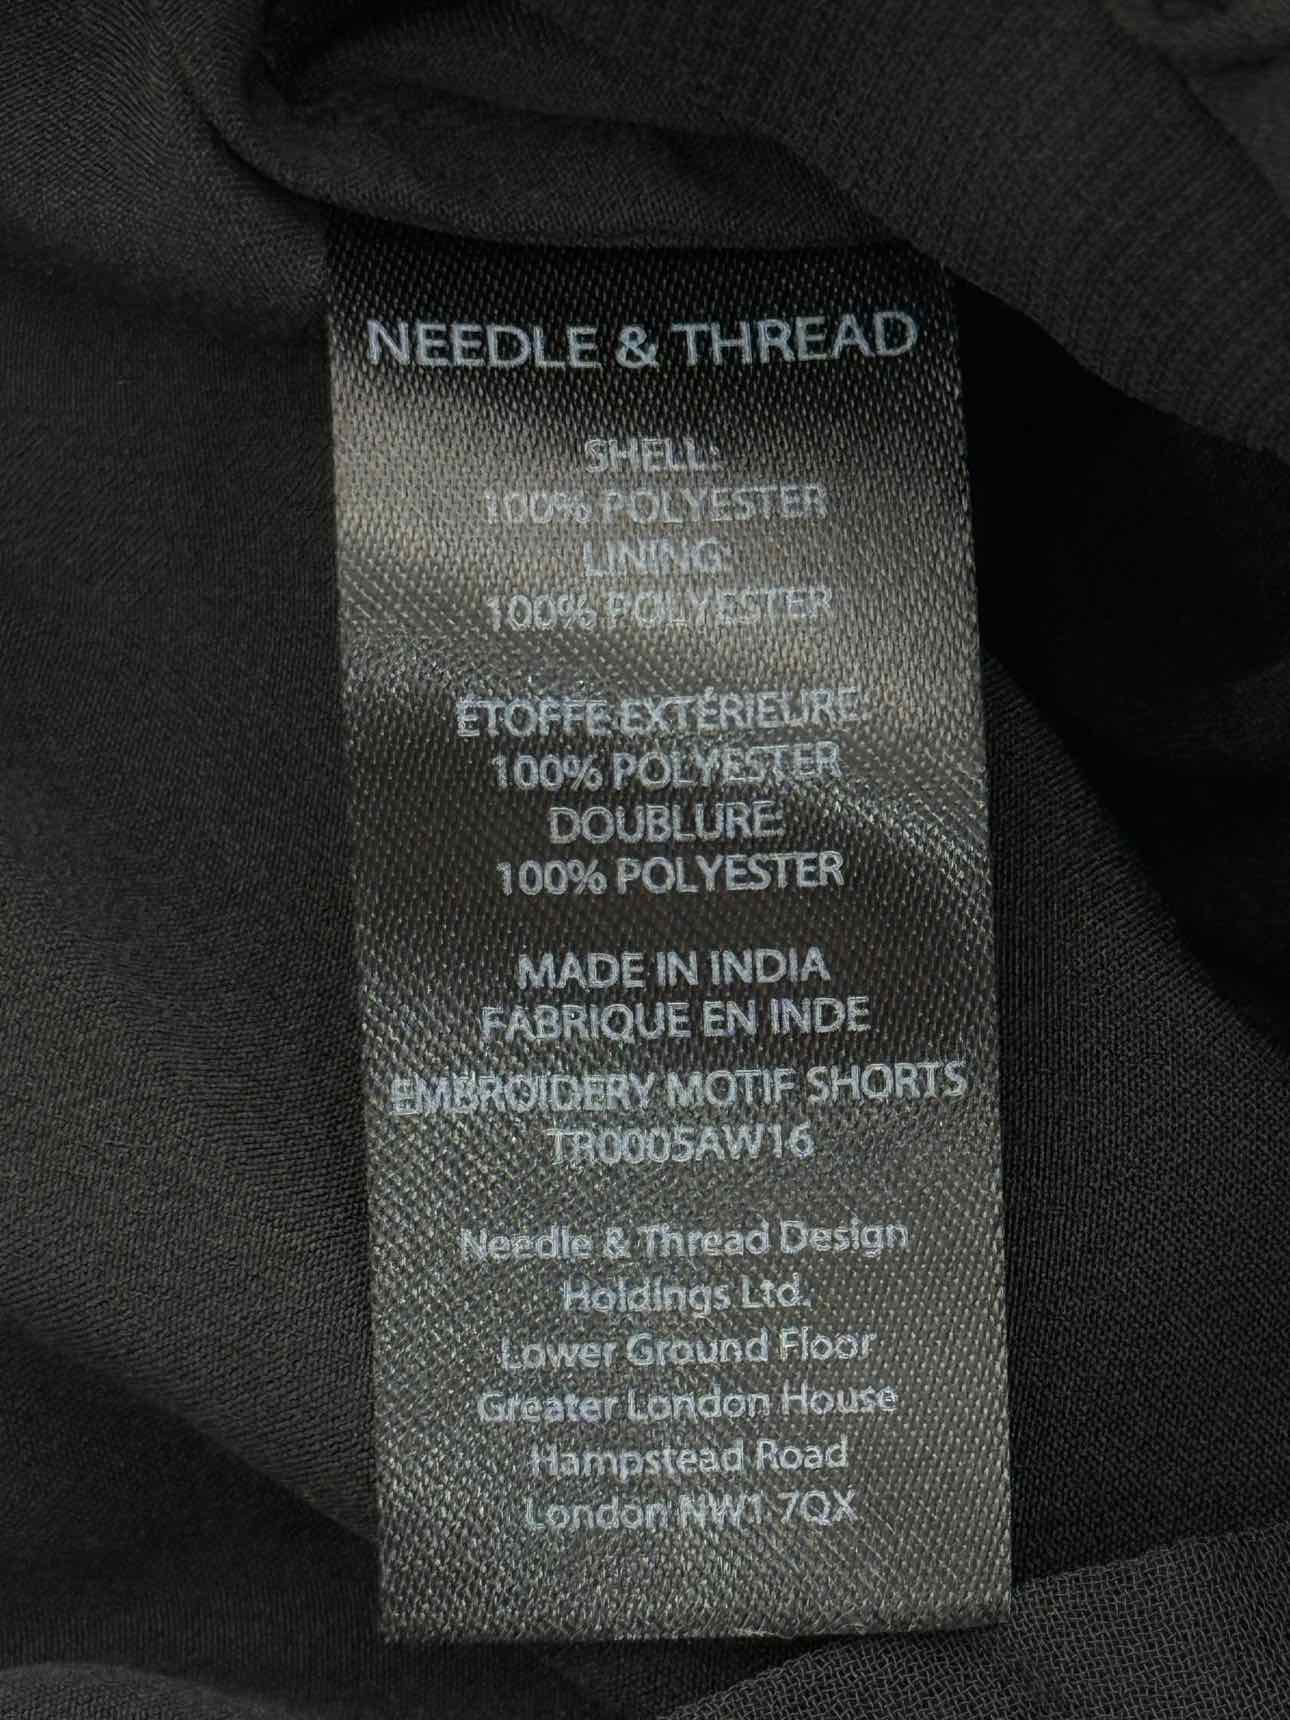 NEEDLE & THREAD
SHELL:
100% POLYESTER
LINING:
100% POLYESTER
ÉTOFFE EXTÉRIEURE:
100% POLYESTER
DOUBLURE:
100% POLYESTER
MADE IN INDIA
FABRIQUE EN INDE
EMBROIDERY MOTIF SHORTS
TR0005AW16
Needle & Thread Design
Holdings Ltd.
Lower Ground Floor
Greater London House
Hampstead Road
London NW1 7QX